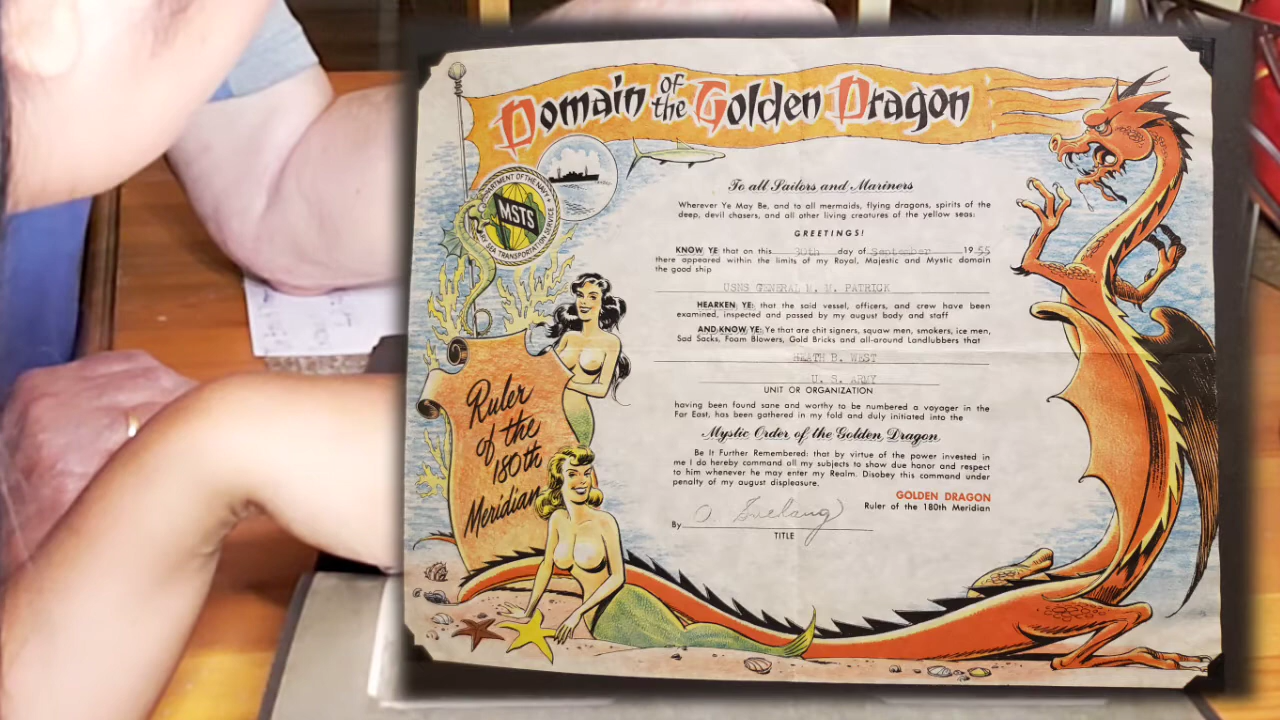 Domain of the Golden Dragon
DEPARTMENT OF THE NAVY
MSTS
SEA TRANSPORTATION SERVICE
To all Sailors and Mariners
Wherever Ye May Be, and to all mermaids, flying dragons, spirits of the
deep, devil chasers, and all other living creatures of the yellow seas:
GREETINGS!
KNOW YE that on this 30th day of September 1955
there appeared within the limits of my Royal, Majestic and Mystic domain
the good ship
USNS GENERAL M. M. PATRICK
HEARKEN YE: that the said vessel, officers, and crew have been
examined, inspected and passed by my august body and staff
AND KNOW YE: Ye that are chit signers, squaw men, smokers, ice men,
Sad Sacks, Foam Blowers, Gold Bricks and all-around Landlubbers that
HEATH B. WEST
U. S. ARMY
UNIT OR ORGANIZATION
having been found sane and worthy to be numbered a voyager in the
Far East, has been gathered in my fold and duly initiated into the
Mystic Order of the Golden Dragon
Be It Further Remembered: that by virtue of the power invested in
me I do hereby command all my subjects to show due honor and respect
to him whenever he may enter my Realm. Disobey this command under
penalty of my august displeasure.
GOLDEN DRAGON
Ruler of the 180th Meridian
By
TITLE
Ruler
of the
180th
Meridian